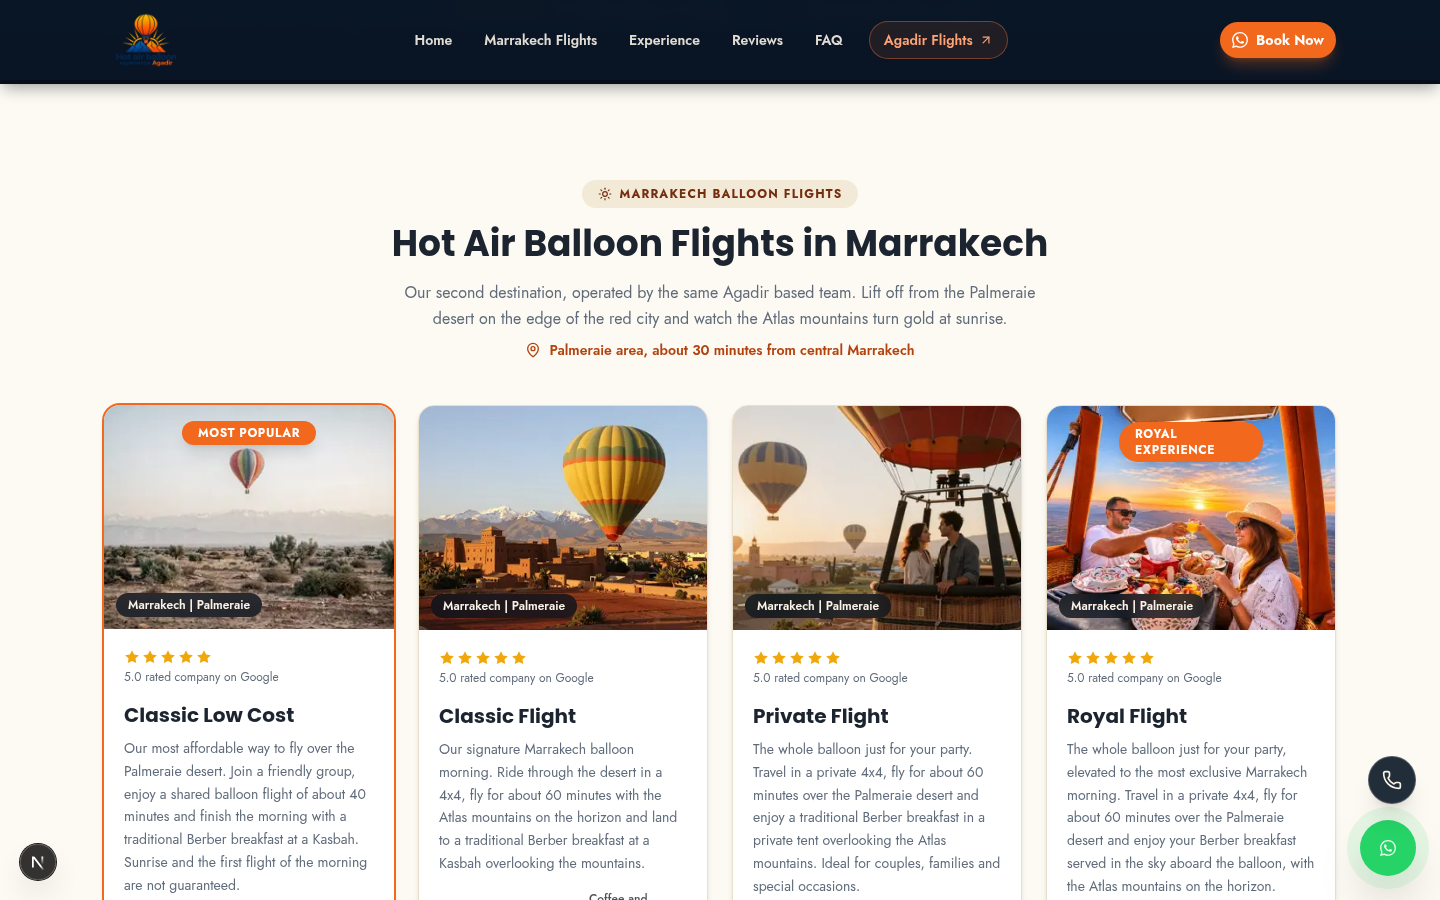 Hot air balloon
Agadir
Home
Marrakech Flights
Experience
Reviews
FAQ
Agadir Flights
Book Now
MARRAKECH BALLOON FLIGHTS
Hot Air Balloon Flights in Marrakech
Our second destination, operated by the same Agadir based team. Lift off from the Palmeraie
desert on the edge of the red city and watch the Atlas mountains turn gold at sunrise.
Palmeraie area, about 30 minutes from central Marrakech
MOST POPULAR
Marrakech | Palmeraie
5.0 rated company on Google
Classic Low Cost
Our most affordable way to fly over the
Palmeraie desert. Join a friendly group,
enjoy a shared balloon flight of about 40
minutes and finish the morning with a
traditional Berber breakfast at a Kasbah.
Sunrise and the first flight of the morning
are not guaranteed.
Marrakech | Palmeraie
5.0 rated company on Google
Classic Flight
Our signature Marrakech balloon
morning. Ride through the desert in a
4x4, fly for about 60 minutes with the
Atlas mountains on the horizon and land
to a traditional Berber breakfast at a
Kasbah overlooking the mountains.
Coffee and
Marrakech | Palmeraie
5.0 rated company on Google
Private Flight
The whole balloon just for your party.
Travel in a private 4x4, fly for about 60
minutes over the Palmeraie desert and
enjoy a traditional Berber breakfast in a
private tent overlooking the Atlas
mountains. Ideal for couples, families and
special occasions.
ROYAL
EXPERIENCE
Marrakech | Palmeraie
5.0 rated company on Google
Royal Flight
The whole balloon just for your party,
elevated to the most exclusive Marrakech
morning. Travel in a private 4x4, fly for
about 60 minutes over the Palmeraie
desert and enjoy your Berber breakfast
served in the sky aboard the balloon, with
the Atlas mountains on the horizon.
N